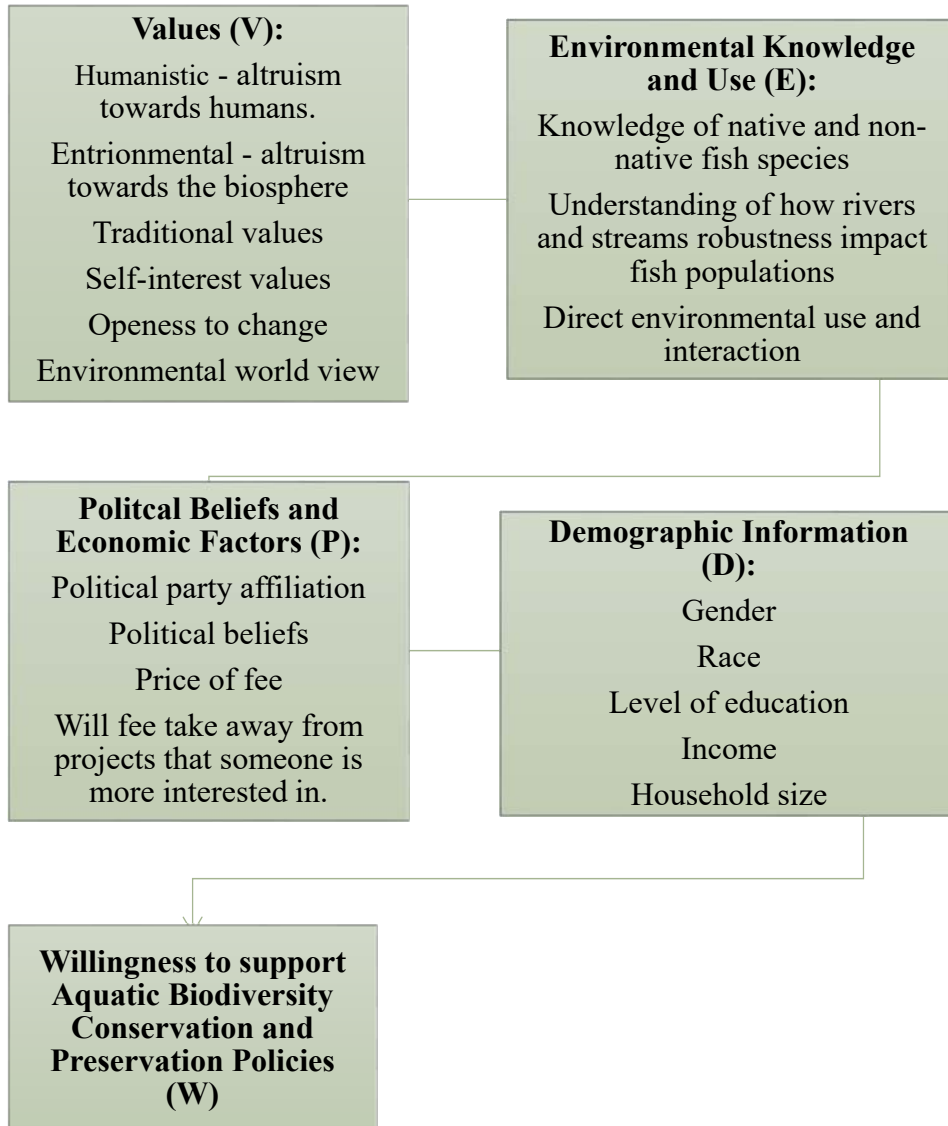 Values (V):
Humanistic - altruism
towards humans.
Entrionmental - altruism
towards the biosphere
Traditional values
Self-interest values
Openess to change
Environmental world view
Environmental Knowledge
and Use (E):
Knowledge of native and non-
native fish species
Understanding of how rivers
and streams robustness impact
fish populations
Direct environmental use and
interaction
Politcal Beliefs and
Economic Factors (P):
Political party affiliation
Political beliefs
Price of fee
Will fee take away from
projects that someone is
more interested in.
Demographic Information
(D):
Gender
Race
Level of education
Income
Household size
Willingness to support
Aquatic Biodiversity
Conservation and
Preservation Policies
(W)